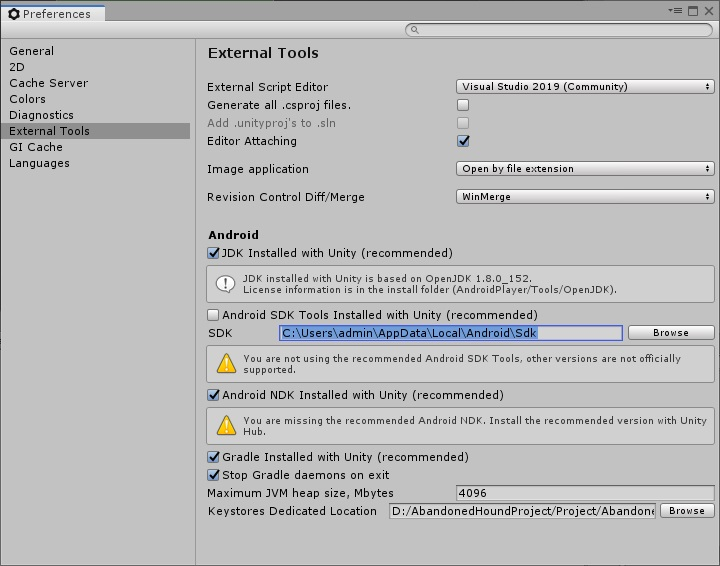 Preferences
General
2D
Cache Server
Colors
Diagnostics
External Tools
GI Cache
Languages
External Tools
External Script Editor
Visual Studio 2019 (Community)
Generate all .csproj files.
Add .unityproj's to .sln
Editor Attaching
Image application
Open by file extension
Revision Control Diff/Merge
WinMerge
Android
JDK Installed with Unity (recommended)
JDK installed with Unity is based on OpenJDK 1.8.0_152.
License information is in the install folder (AndroidPlayer/Tools/OpenJDK).
Android SDK Tools Installed with Unity (recommended)
SDK
C:\Users\admin\AppData\Local\Android\Sdk
Browse
You are not using the recommended Android SDK Tools, other versions are not officially
supported.
Android NDK Installed with Unity (recommended)
You are missing the recommended Android NDK. Install the recommended version with Unity
Hub.
Gradle Installed with Unity (recommended)
Stop Gradle daemons on exit
Maximum JVM heap size, Mbytes
4096
Keystores Dedicated Location
D:/AbandonedHoundProject/Project/Abandone
Browse